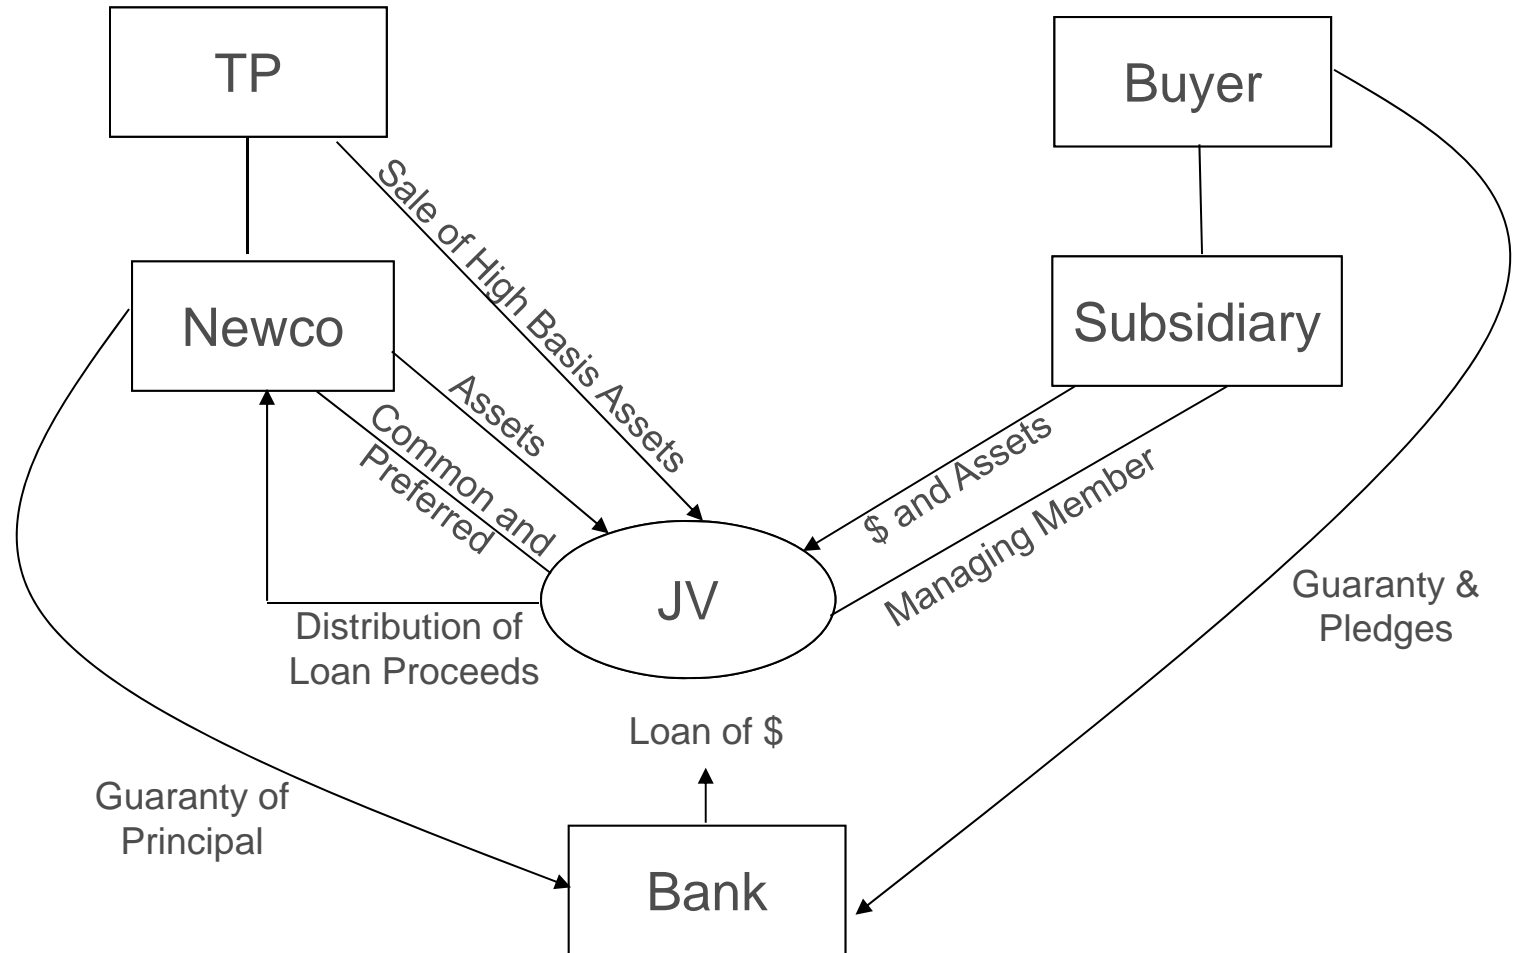 TP
Buyer
Sale of High Basis Assets
Newco
Subsidiary
Assets
Common and
Preferred
$ and Assets
Managing Member
JV
Distribution of
Loan Proceeds
Guaranty &
Pledges
Loan of $
Guaranty of
Principal
Bank